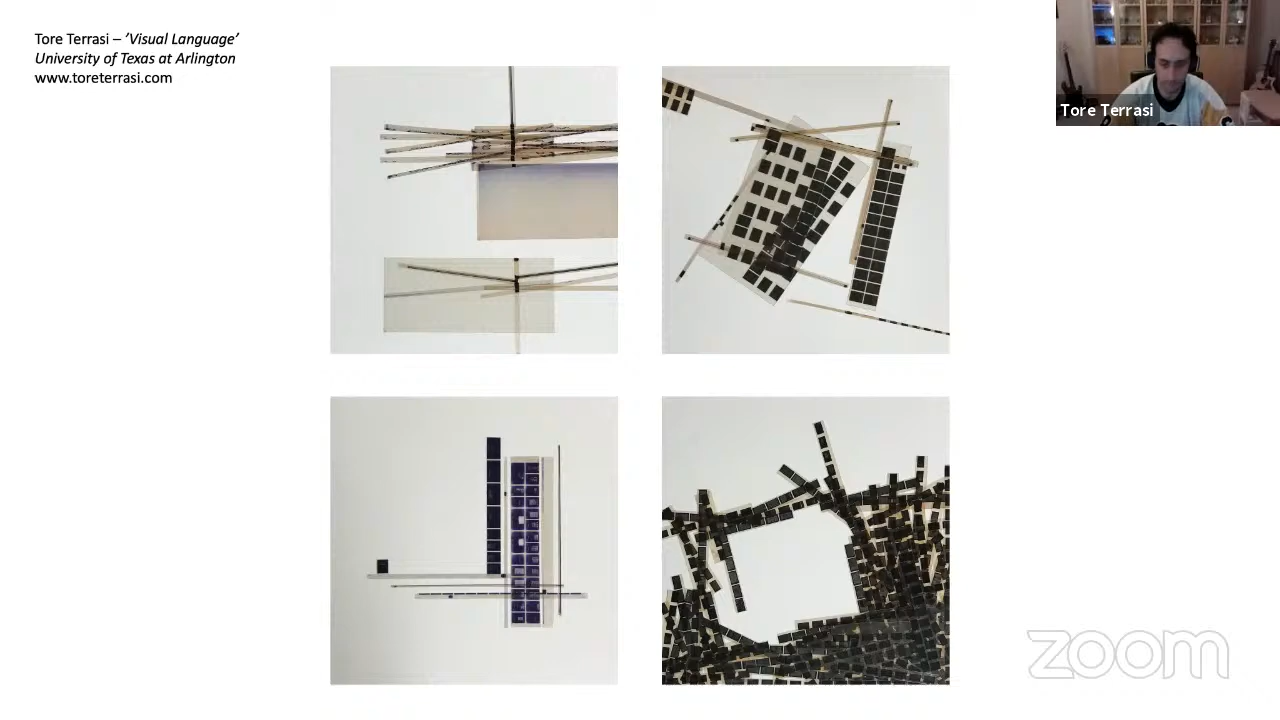 Tore Terrasi – ’Visual Language’
University of Texas at Arlington
www.toreterrasi.com
Tore Terrasi
zoom